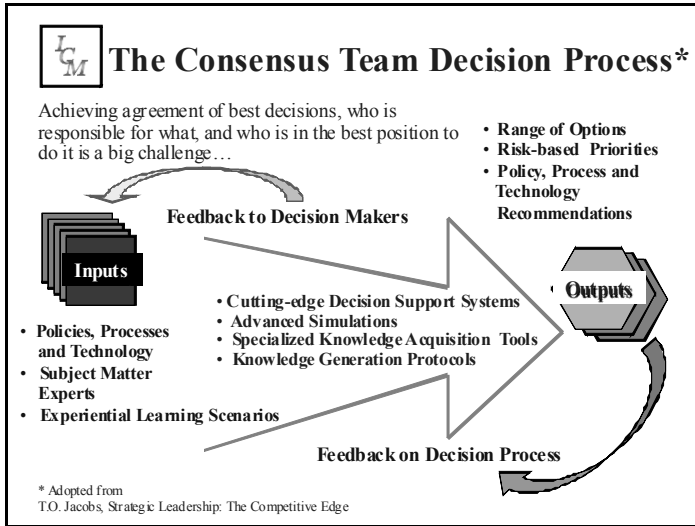 ICM
The Consensus Team Decision Process*
Achieving agreement of best decisions, who is
responsible for what, and who is in the best position to
do it is a big challenge…
• Range of Options
• Risk-based Priorities
• Policy, Process and
Technology
Recommendations
Feedback to Decision Makers
Inputs
Outputs
• Cutting-edge Decision Support Systems
• Advanced Simulations
• Specialized Knowledge Acquisition Tools
• Knowledge Generation Protocols
• Policies, Processes
and Technology
• Subject Matter
Experts
• Experiential Learning Scenarios
Feedback on Decision Process
* Adopted from
T.O. Jacobs, Strategic Leadership: The Competitive Edge